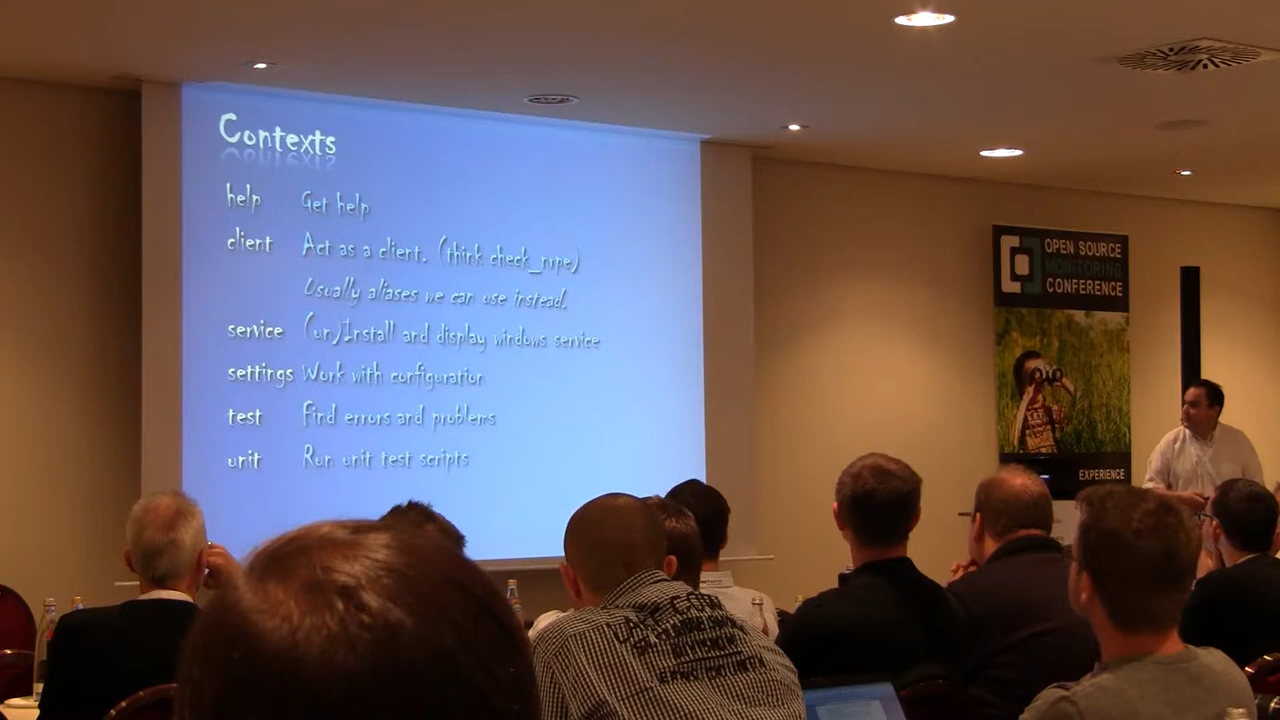 Contexts
help Get help
client Act as a client. (think check_nrpe)
Usually aliases we can use instead.
service (un)Install and display windows service
settings Work with configuration
test Find errors and problems
unit Run unit test scripts
OPEN SOURCE
MONITORING
CONFERENCE
EXPERIENCE